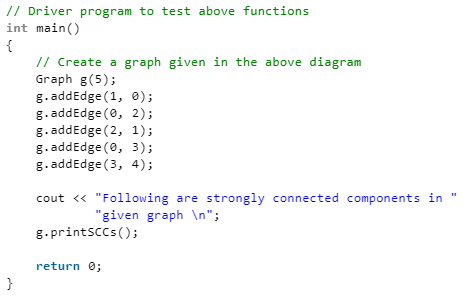 // Driver program to test above functions
int main()
{
    // Create a graph given in the above diagram
    Graph g(5);
    g.addEdge(1, 0);
    g.addEdge(0, 2);
    g.addEdge(2, 1);
    g.addEdge(0, 3);
    g.addEdge(3, 4);

    cout << "Following are strongly connected components in "
            "given graph \n";
    g.printSCCs();

    return 0;
}